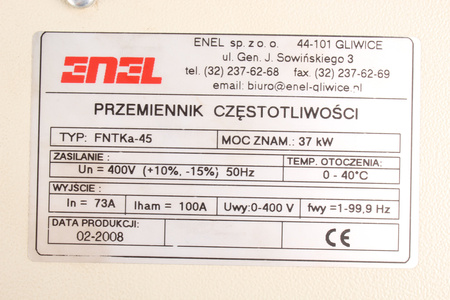 ENEL
ENEL sp. z o. o. 44-101 GLIWICE
ul. Gen. J. Sowińskiego 3
tel. (32) 237-62-68 fax. (32) 237-62-69
email: biuro@enel-gliwice.pl
PRZEMIENNIK CZĘSTOTLIWOŚCI
TYP: FNTKa-45 MOC ZNAM.: 37 kW
ZASILANIE : TEMP. OTOCZENIA:
Un = 400V (+10%, -15%) 50Hz 0 - 40°C
WYJŚCIE :
In = 73A Iham = 100A Uwy:0-400 V fwy =1-99,9 Hz
DATA PRODUKCJI:
02-2008 CE